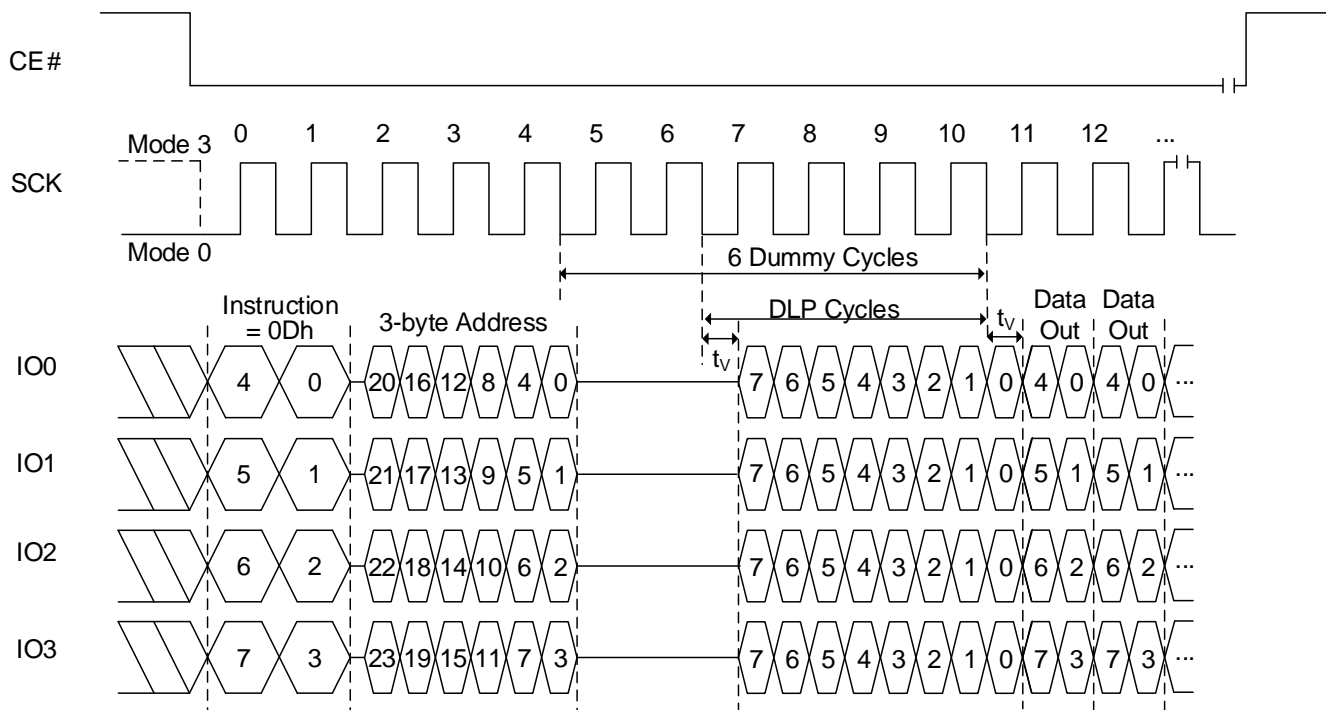 CE#
0 1 2 3 4 5 6 7 8 9 10 11 12 ...
Mode 3
SCK
Mode 0
6 Dummy Cycles
Instruction
= 0Dh
3-byte Address
DLP Cycles
tV
tV
Data
Out
Data
Out
IO0
4 0 20 16 12 8 4 0 7 6 5 4 3 2 1 0 4 0 4 0 ...
IO1
5 1 21 17 13 9 5 1 7 6 5 4 3 2 1 0 5 1 5 1 ...
IO2
6 2 22 18 14 10 6 2 7 6 5 4 3 2 1 0 6 2 6 2 ...
IO3
7 3 23 19 15 11 7 3 7 6 5 4 3 2 1 0 7 3 7 3 ...